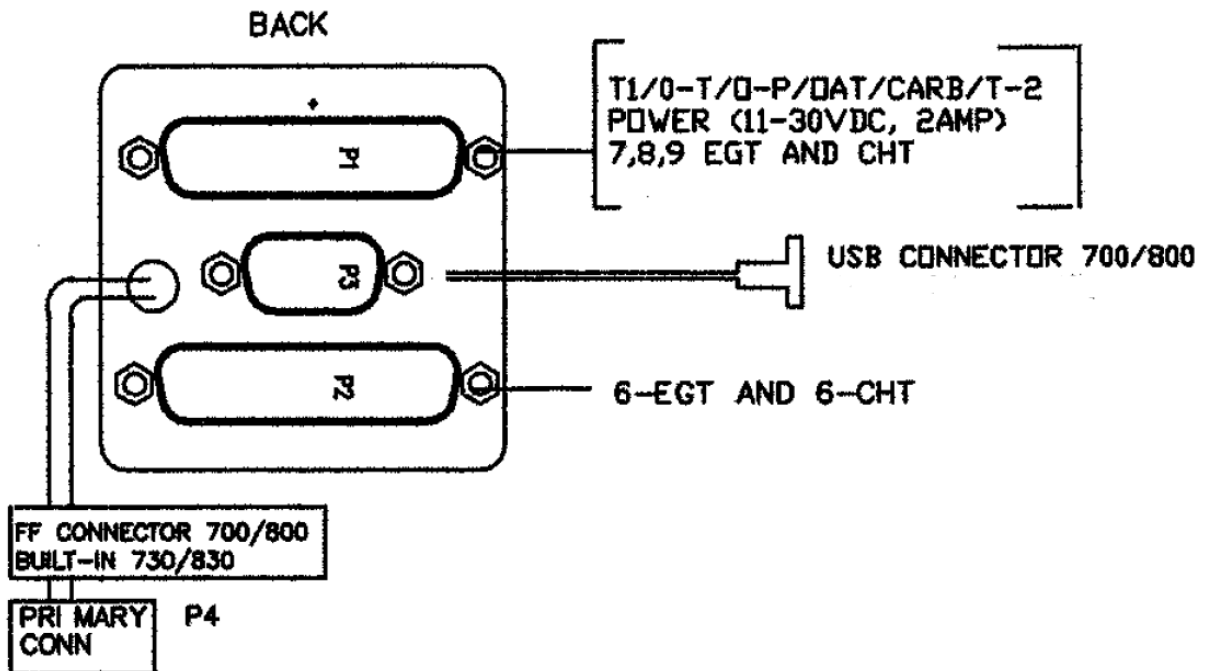 BACK
T1/O-T/O-P/OAT/CARB/T-2
POWER (11-30VDC, 2AMP)
7,8,9 EGT AND CHT
P1
P3
USB CONNECTOR 700/800
P2
6-EGT AND 6-CHT
FF CONNECTOR 700/800
BUILT-IN 730/830
PRI MARY
CONN
P4